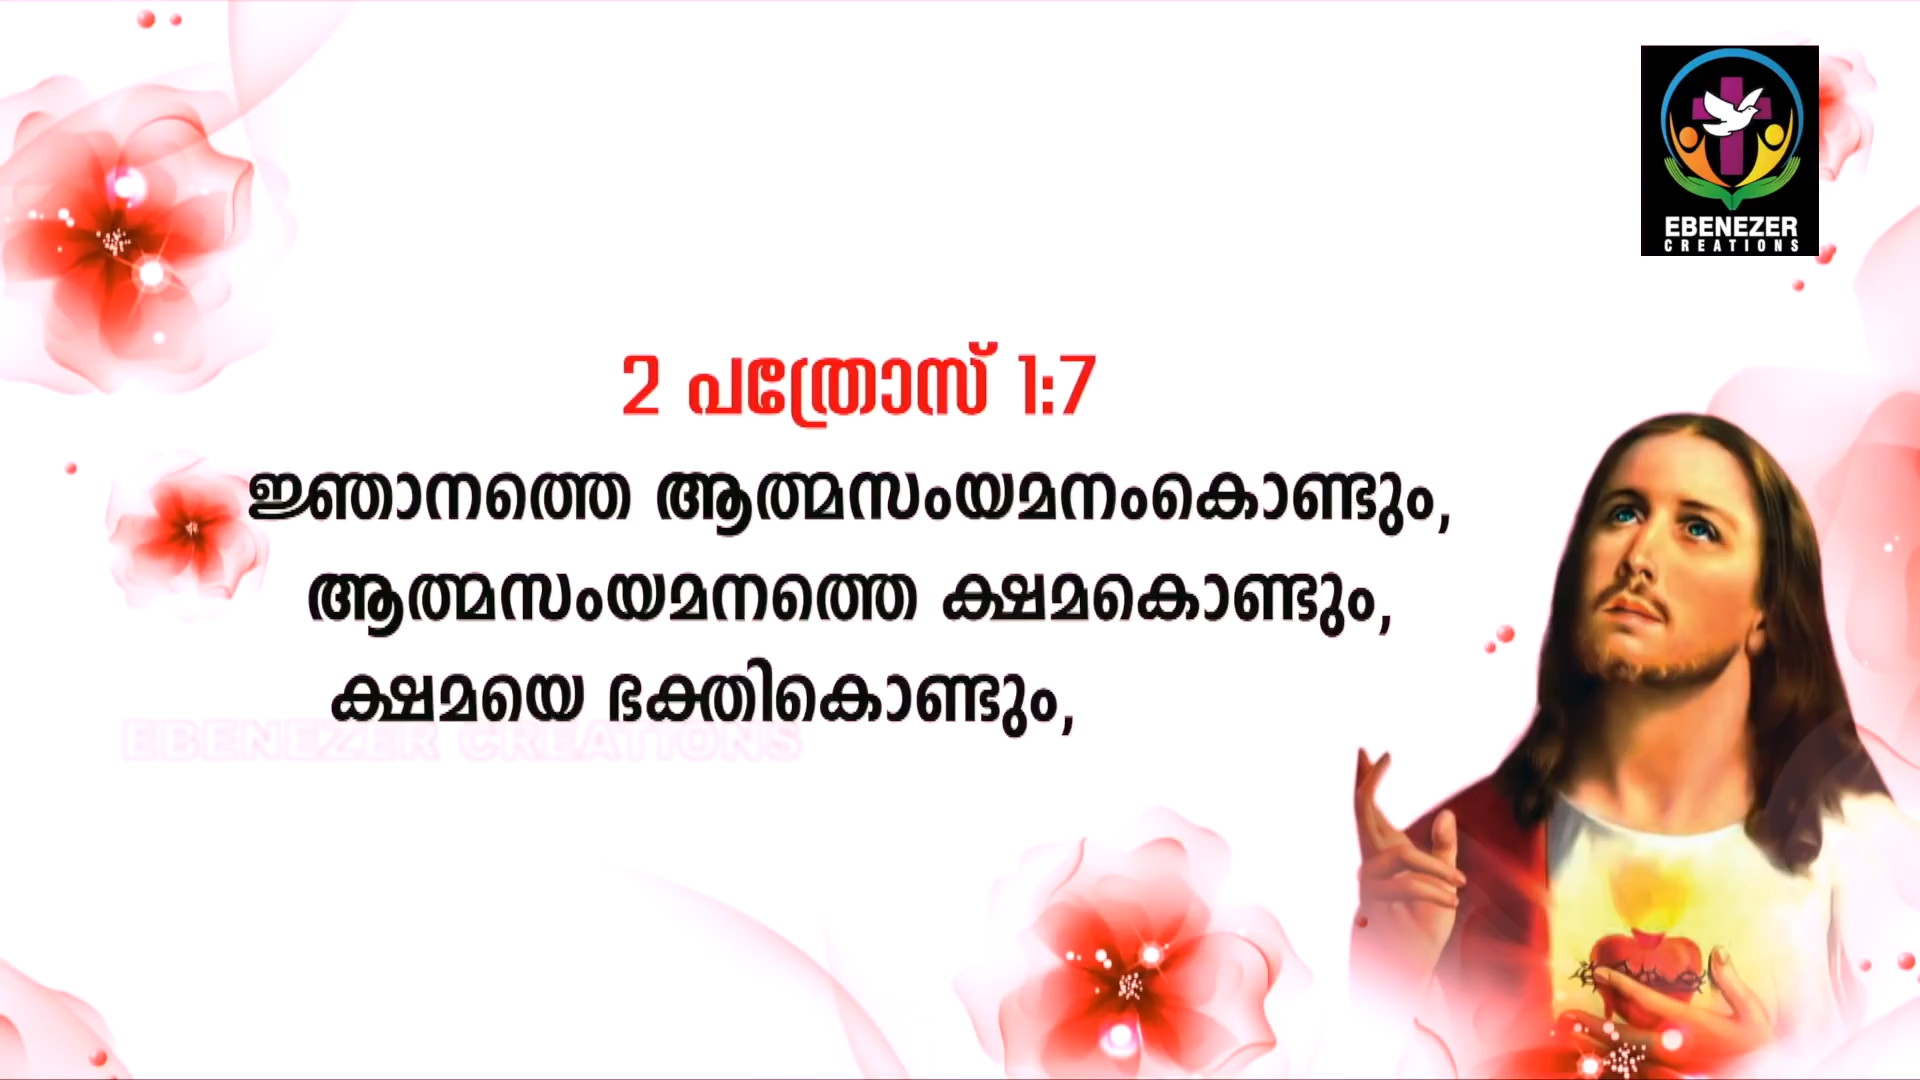 EBENEZER
CREATIONS
2 പത്രോസ് 1:7
ജ്ഞാനത്തെ ആത്മസംയമനംകൊണ്ടും,
ആത്മസംയമനത്തെ ക്ഷമകൊണ്ടും,
ക്ഷമയെ ഭക്തികൊണ്ടും,
EBENEZER CREATIONS